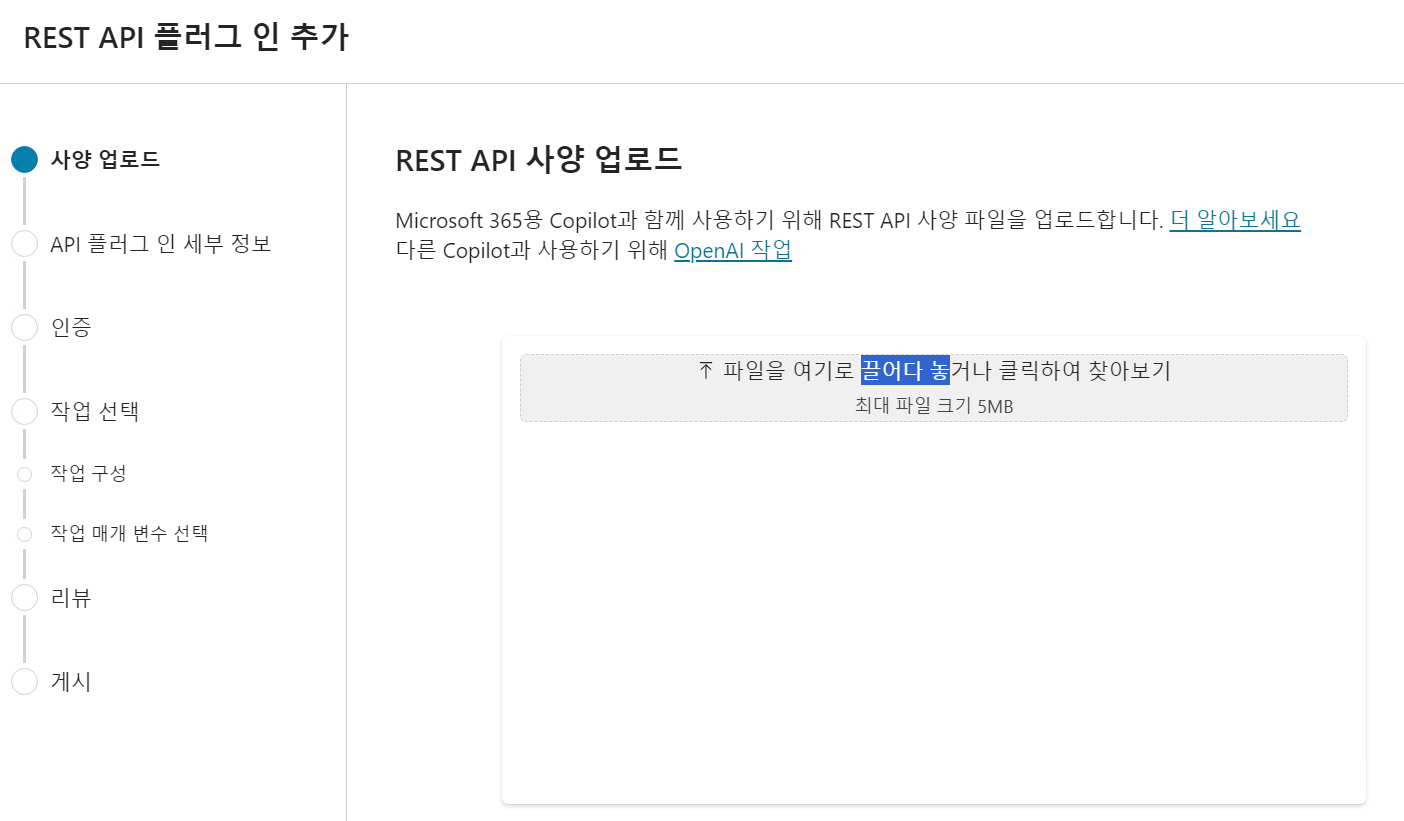 REST API 플러그 인 추가
사양 업로드
API 플러그 인 세부 정보
인증
작업 선택
작업 구성
작업 매개 변수 선택
리뷰
게시
REST API 사양 업로드
Microsoft 365용 Copilot과 함께 사용하기 위해 REST API 사양 파일을 업로드합니다. 더 알아보세요
다른 Copilot과 사용하기 위해 OpenAI 작업
파일을 여기로 끌어다 놓거나 클릭하여 찾아보기
최대 파일 크기 5MB